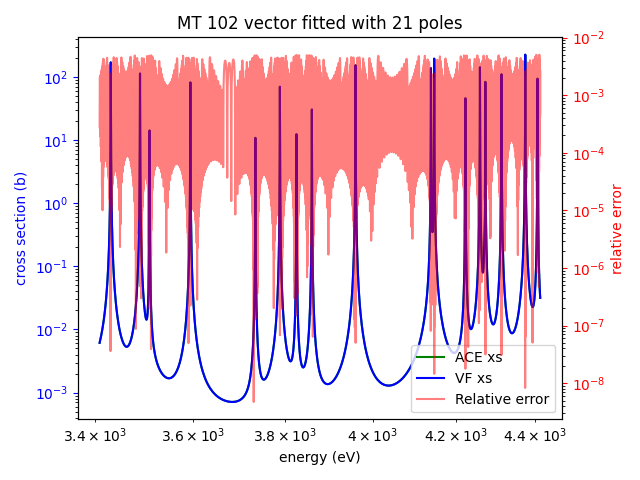 MT 102 vector fitted with 21 poles
cross section (b)
10² 10¹ 10⁰ 10⁻¹ 10⁻² 10⁻³
10⁻² 10⁻³ 10⁻⁴ 10⁻⁵ 10⁻⁶ 10⁻⁷ 10⁻⁸
relative error
ACE xs
VF xs
Relative error
3.4 × 10³ 3.6 × 10³ 3.8 × 10³ 4 × 10³ 4.2 × 10³ 4.4 × 10³
energy (eV)